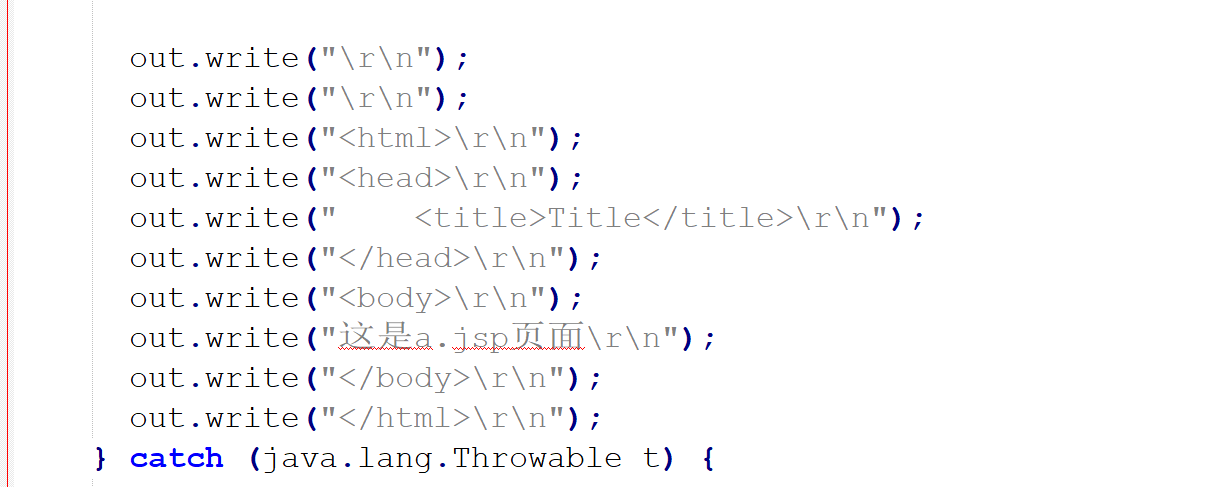 out.write("\r\n");
out.write("\r\n");
out.write("<html>\r\n");
out.write("<head>\r\n");
out.write("    <title>Title</title>\r\n");
out.write("</head>\r\n");
out.write("<body>\r\n");
out.write("这是a.jsp页面\r\n");
out.write("</body>\r\n");
out.write("</html>\r\n");
} catch (java.lang.Throwable t) {